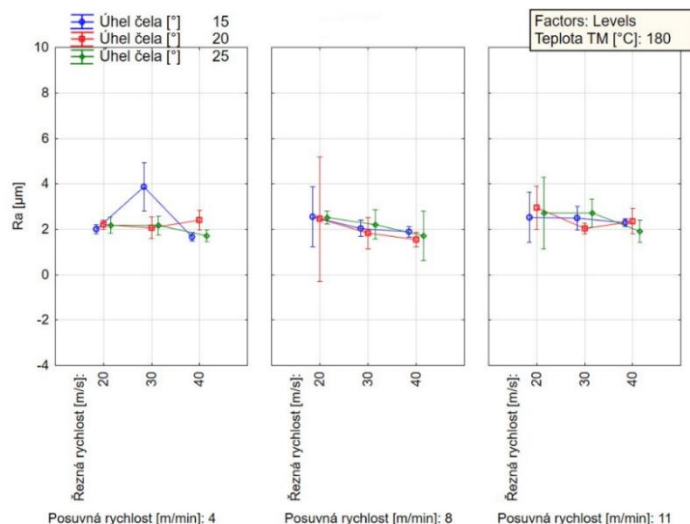 Úhel čela [°] 15
Úhel čela [°] 20
Úhel čela [°] 25
Factors: Levels
Teplota TM [°C]: 180
Ra [µm]
10
8
6
4
2
0
-2
-4
Řezná rychlost [m/s]: 20 30 40
Řezná rychlost [m/s]: 20 30 40
Řezná rychlost [m/s]: 20 30 40
Posuvná rychlost [m/min]: 4
Posuvná rychlost [m/min]: 8
Posuvná rychlost [m/min]: 11